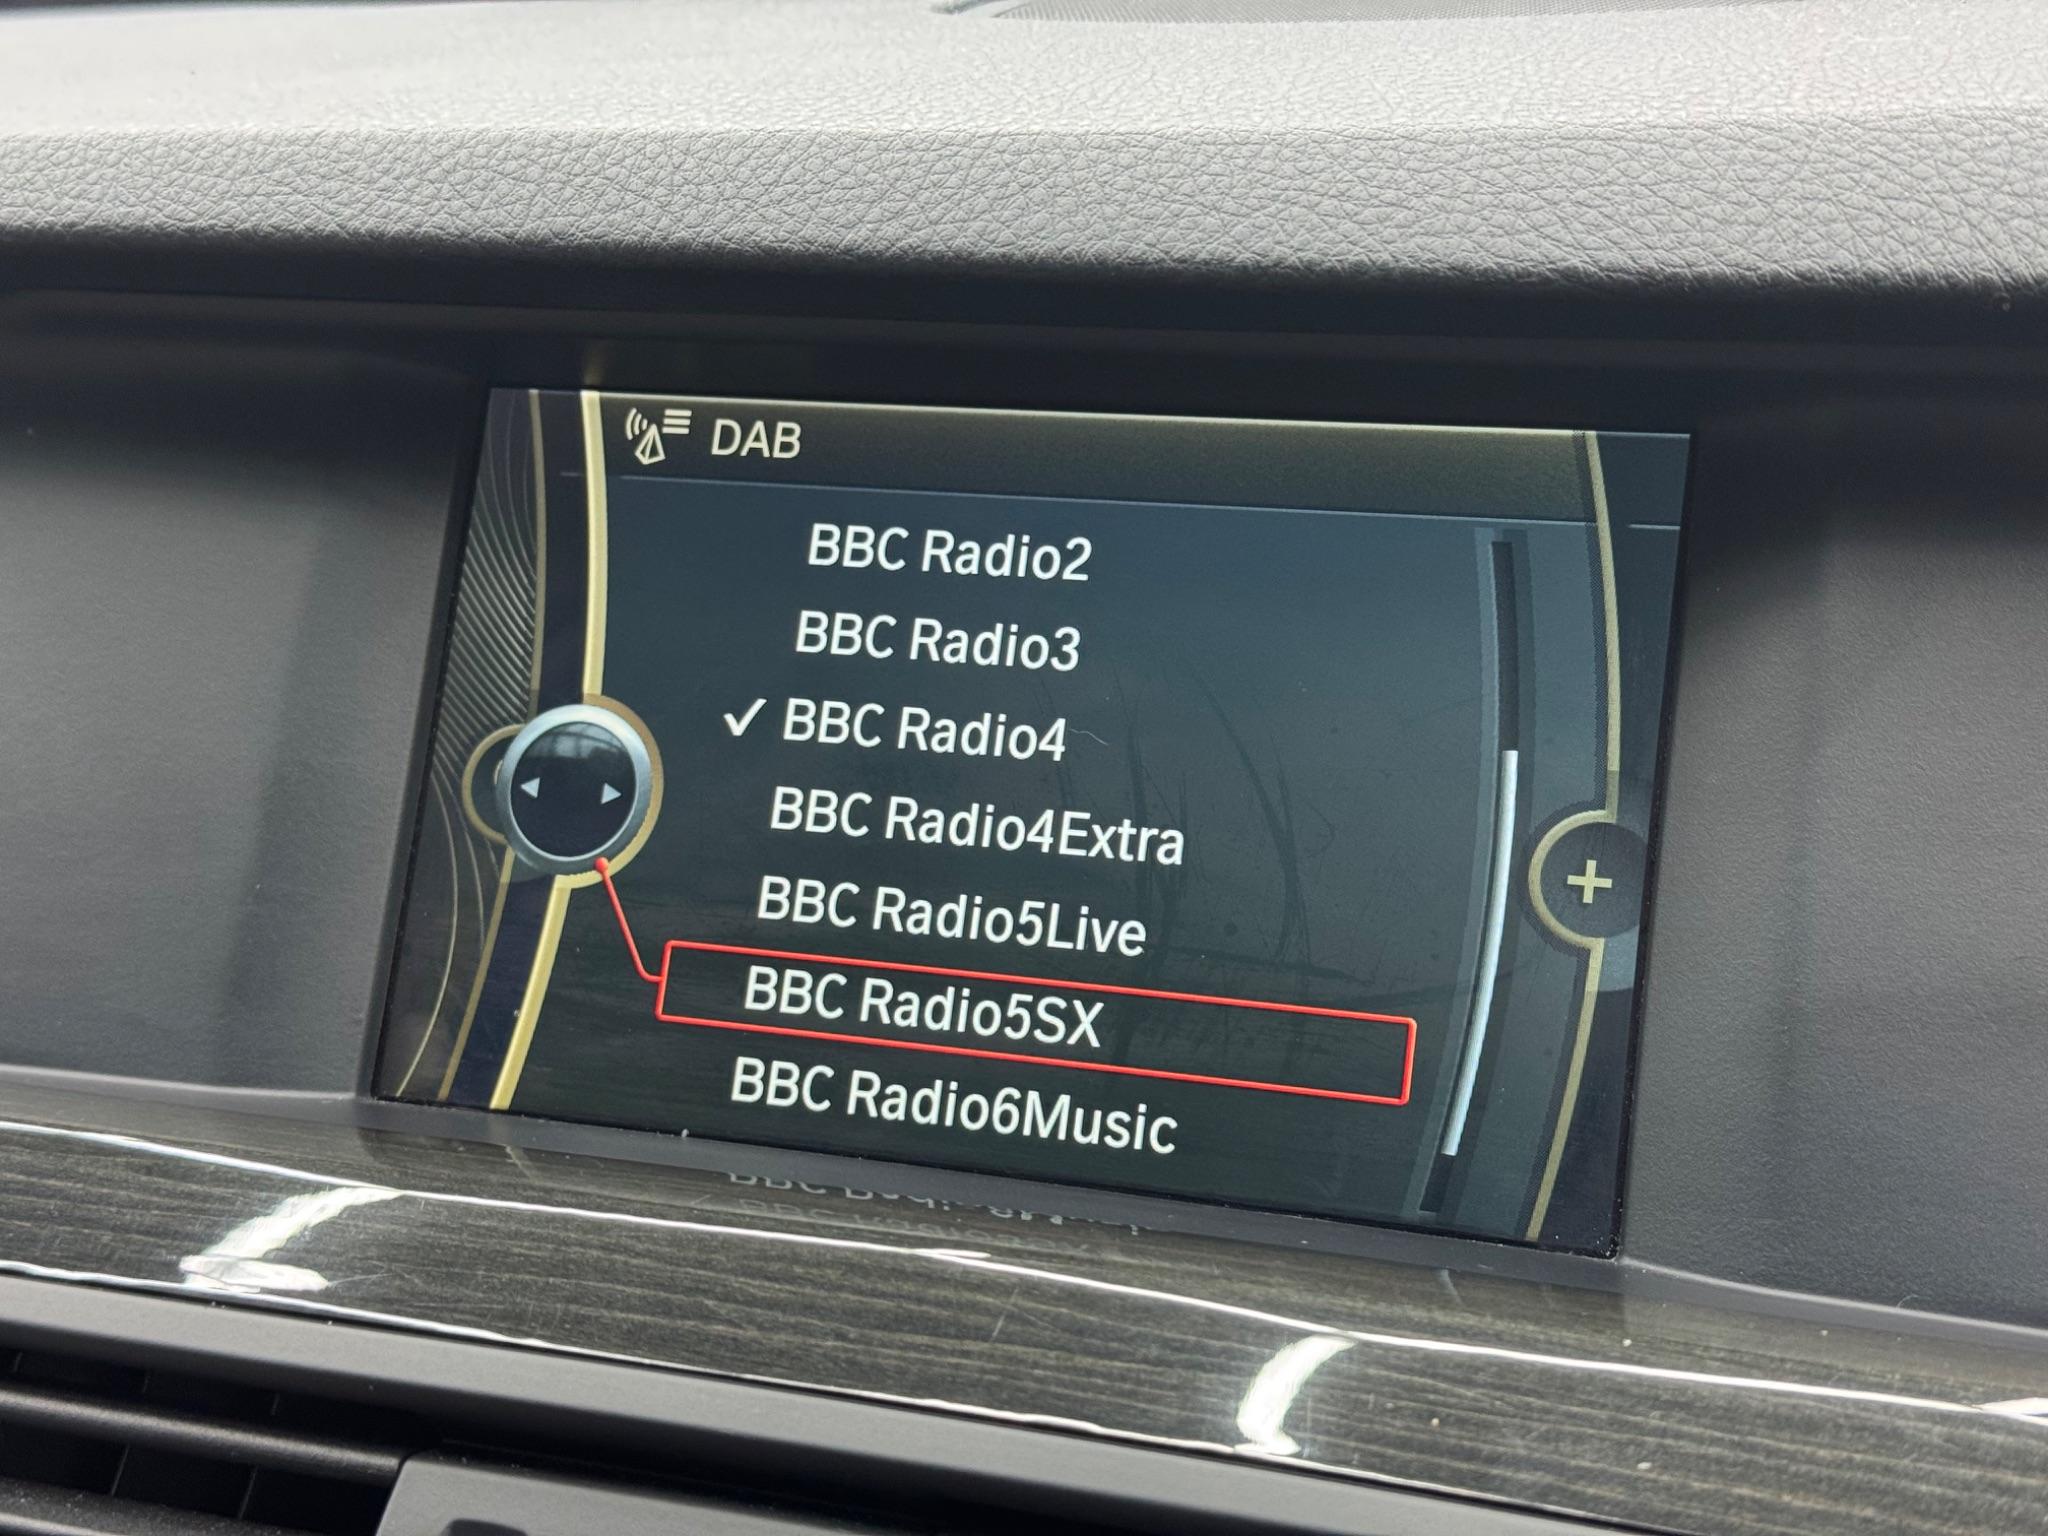 DAB
BBC Radio2
BBC Radio3
✓ BBC Radio4
BBC Radio4Extra
BBC Radio5Live
BBC Radio5SX
BBC Radio6Music